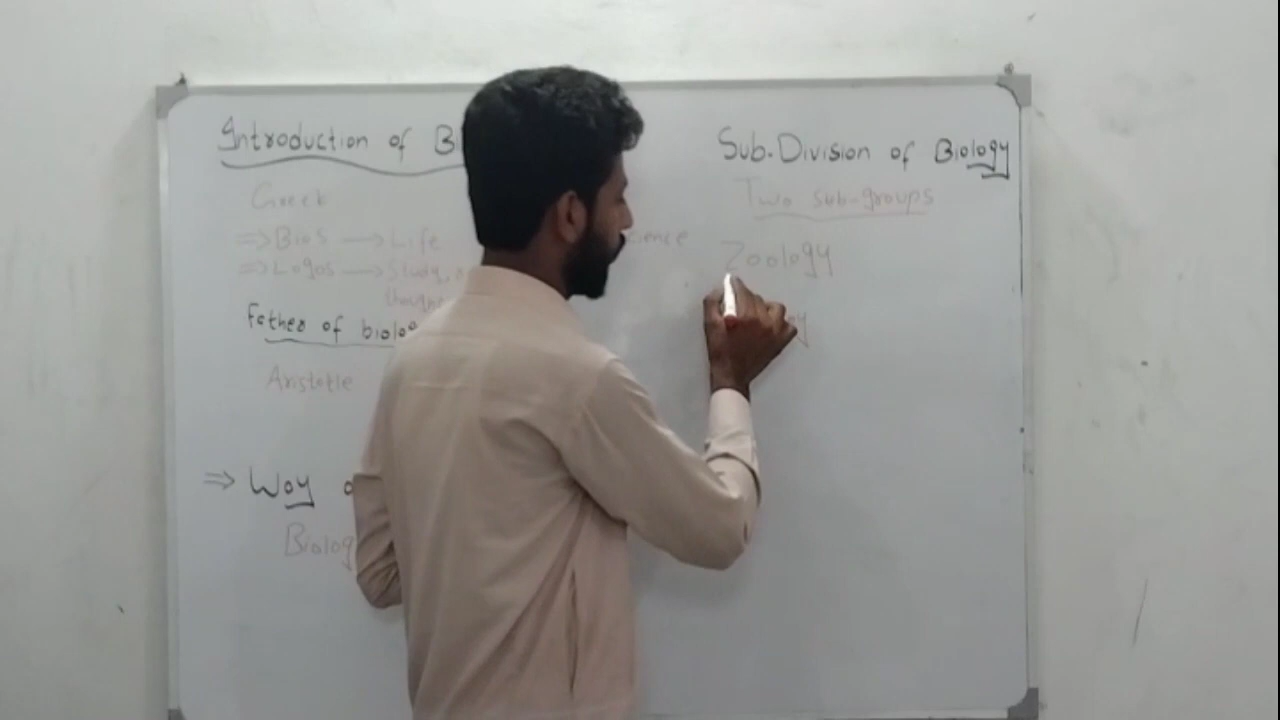 Introduction of B
Greek
⇒ Bios → Life
⇒ Logos → Study,
Father of biolo
Aristotle
⇒ Way o
Biolog
Sub-Division of Biology
Two sub-groups
Zoology